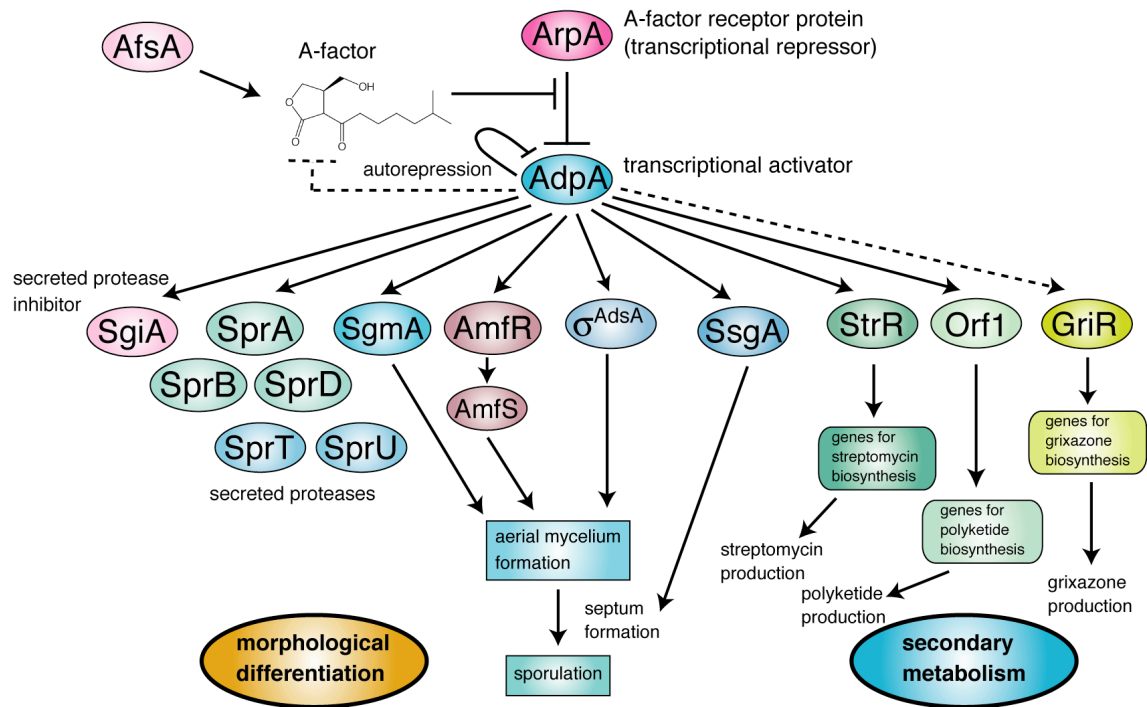 AfsA
A-factor
ArpA
A-factor receptor protein
(transcriptional repressor)
O
O
O
OH
autorepression
AdpA
transcriptional activator
secreted protease
inhibitor
SgiA
SprA
SgmA
AmfR
σAdsA
SsgA
StrR
Orf1
GriR
SprB
SprD
AmfS
SprT
SprU
secreted proteases
genes for
streptomycin
biosynthesis
genes for
grixazone
biosynthesis
aerial mycelium
formation
genes for
polyketide
biosynthesis
streptomycin
production
polyketide
production
grixazone
production
septum
formation
morphological
differentiation
sporulation
secondary
metabolism